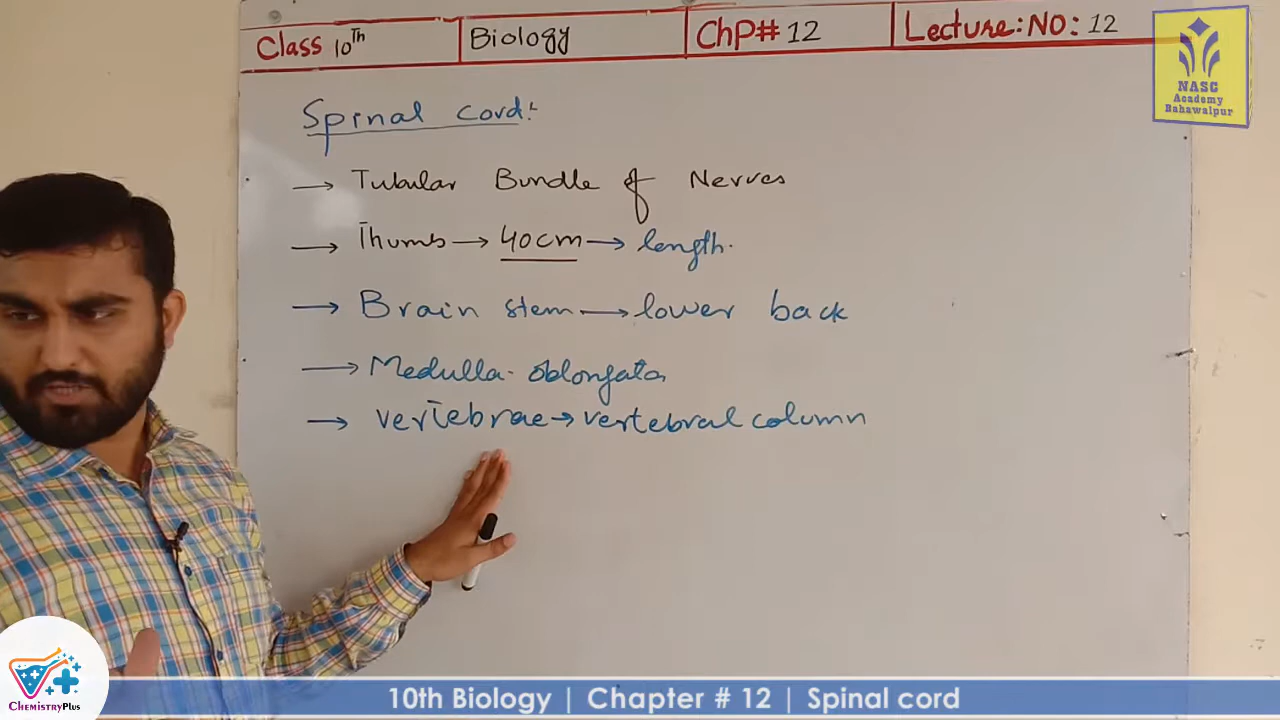 Class 10Th Biology ChP# 12 Lecture: NO: 12
NASG
Academy
Bahawalpur
Spinal cord:
→ Tubular Bundle of Nerves
→ Thumb → 40cm → length.
→ Brain stem → lower back
→ Medulla oblongata
→ vertebrae → vertebral column
ChemistryPlus
10th Biology | Chapter # 12 | Spinal cord